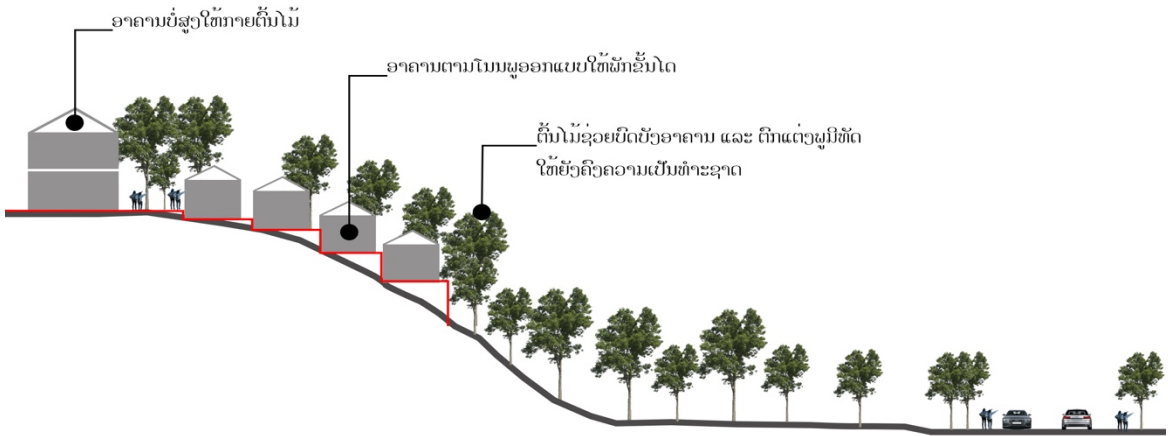 ອາຄານບໍ່ສູງໃຫ້ກາຍຕົ້ນໄມ້
ອາຄານຕາມໂນນພູອອກແບບໃຫ້ພັກຂັ້ນໄດ
ຕົ້ນໄມ້ຊ່ວຍບົດບັງອາຄານ ແລະ ຕົກແຕ່ງພູມິທັດ
ໃຫ້ຍັງຄົງຄວາມເປັນທຳະຊາດ